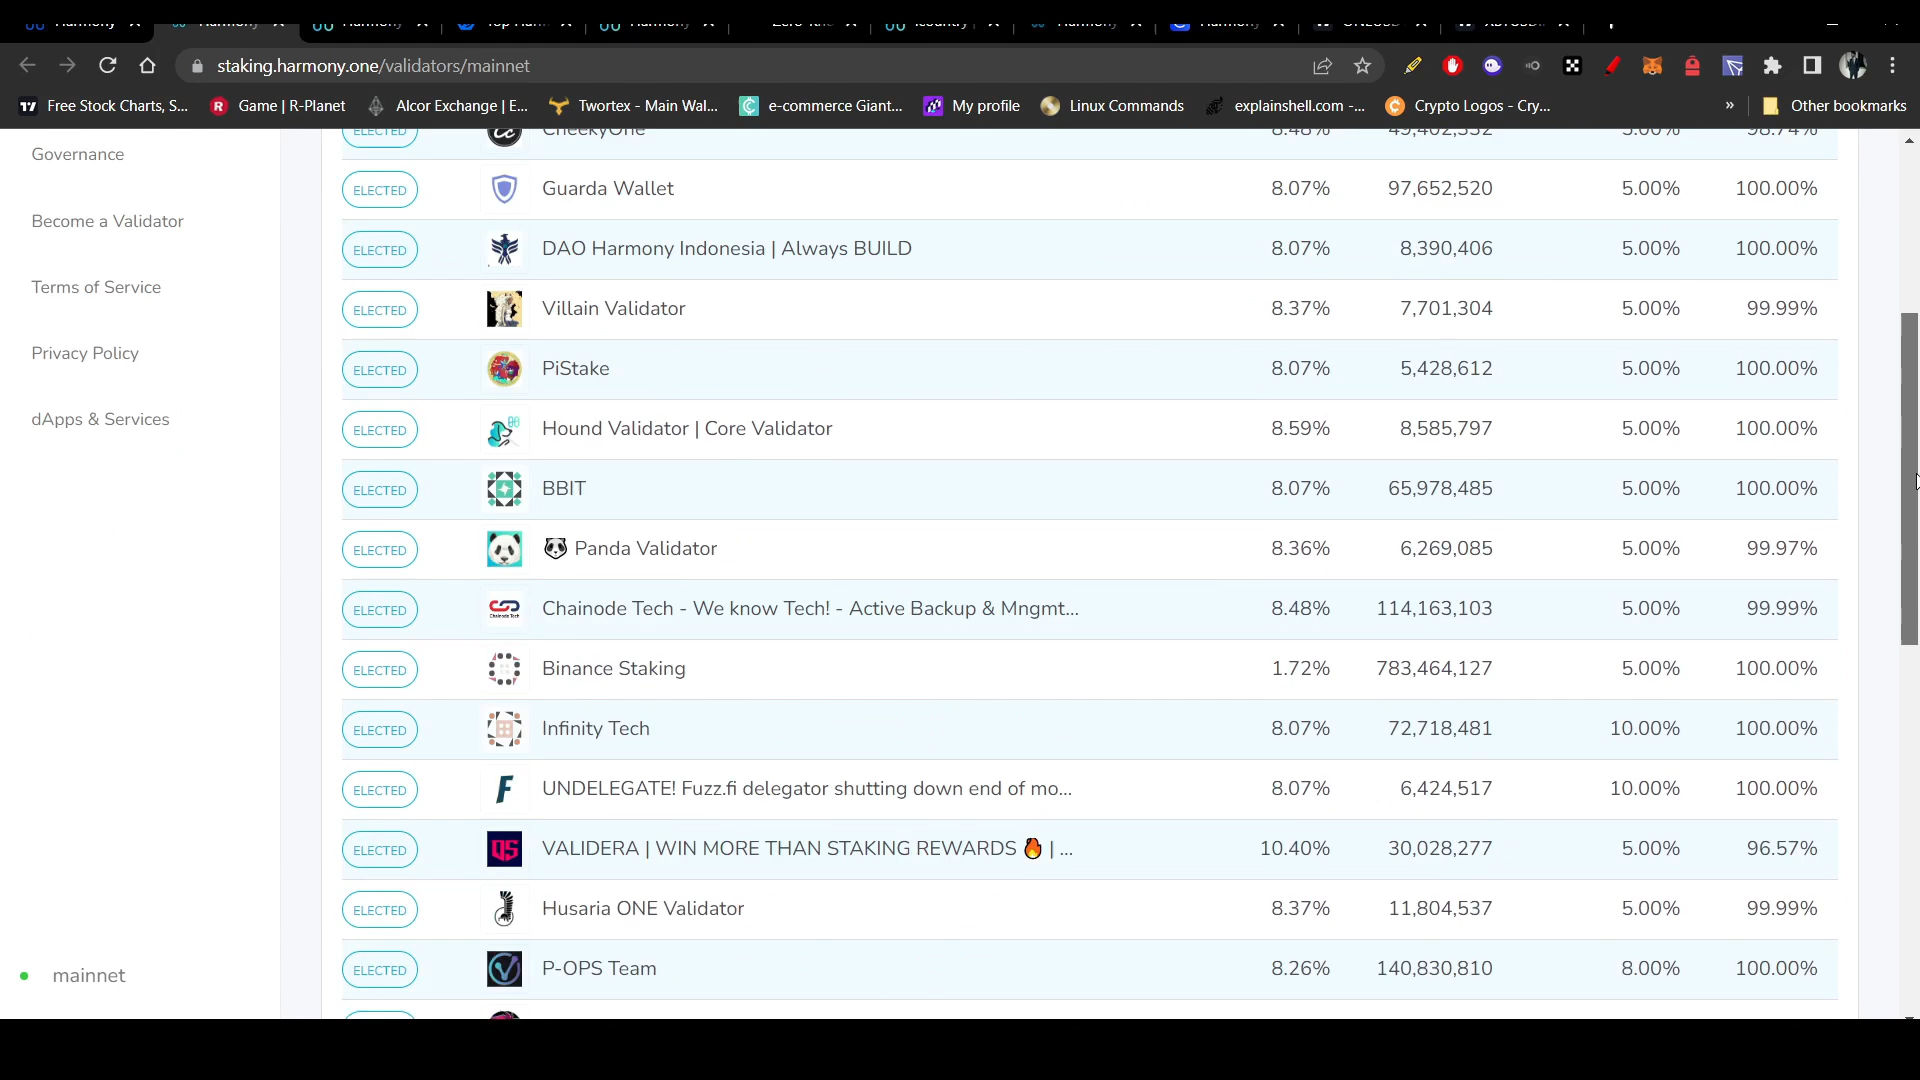 Harmony
staking.harmony.one/validators/mainnet
Free Stock Charts, S... Game | R-Planet Alcor Exchange | E... Twortex - Main Wal... e-commerce Giant... My profile Linux Commands explainshell.com -... Crypto Logos - Cry... » Other bookmarks
Governance
Become a Validator
Terms of Service
Privacy Policy
dApps & Services
mainnet
ELECTED CheekyOne 8.48% 49,402,332 5.00% 98.74%
ELECTED Guarda Wallet 8.07% 97,652,520 5.00% 100.00%
ELECTED DAO Harmony Indonesia | Always BUILD 8.07% 8,390,406 5.00% 100.00%
ELECTED Villain Validator 8.37% 7,701,304 5.00% 99.99%
ELECTED PiStake 8.07% 5,428,612 5.00% 100.00%
ELECTED Hound Validator | Core Validator 8.59% 8,585,797 5.00% 100.00%
ELECTED BBIT 8.07% 65,978,485 5.00% 100.00%
ELECTED 🐼 Panda Validator 8.36% 6,269,085 5.00% 99.97%
ELECTED Chainode Tech - We know Tech! - Active Backup & Mngmt... 8.48% 114,163,103 5.00% 99.99%
ELECTED Binance Staking 1.72% 783,464,127 5.00% 100.00%
ELECTED Infinity Tech 8.07% 72,718,481 10.00% 100.00%
ELECTED UNDELEGATE! Fuzz.fi delegator shutting down end of mo... 8.07% 6,424,517 10.00% 100.00%
ELECTED VALIDERA | WIN MORE THAN STAKING REWARDS 🔥 | ... 10.40% 30,028,277 5.00% 96.57%
ELECTED Husaria ONE Validator 8.37% 11,804,537 5.00% 99.99%
ELECTED P-OPS Team 8.26% 140,830,810 8.00% 100.00%